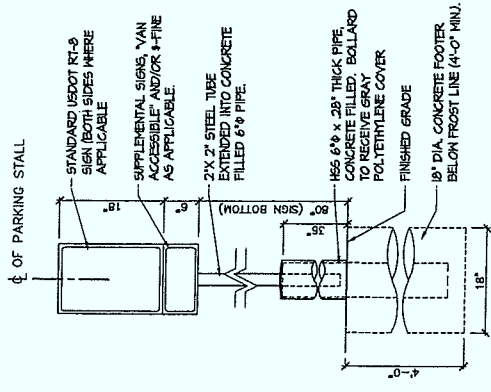 ℄ OF PARKING STALL
STANDARD USDOT R7-8
SIGN (BOTH SIDES WHERE
APPLICABLE
SUPPLEMENTAL SIGNS, "VAN
ACCESSIBLE" AND/OR $-FINE
AS APPLICABLE.
2"X 2" STEEL TUBE
EXTENDED INTO CONCRETE
FILLED 6"Φ PIPE.
HSS 6"Φ x .28" THICK PIPE,
CONCRETE FILLED. BOLLARD
TO RECEIVE GRAY
POLYETHYLENE COVER
FINISHED GRADE
18" DIA. CONCRETE FOOTER
BELOW FROST LINE (4'-0" MIN).
18"
6"
80" (SIGN BOTTOM)
36"
18"
4'-0"